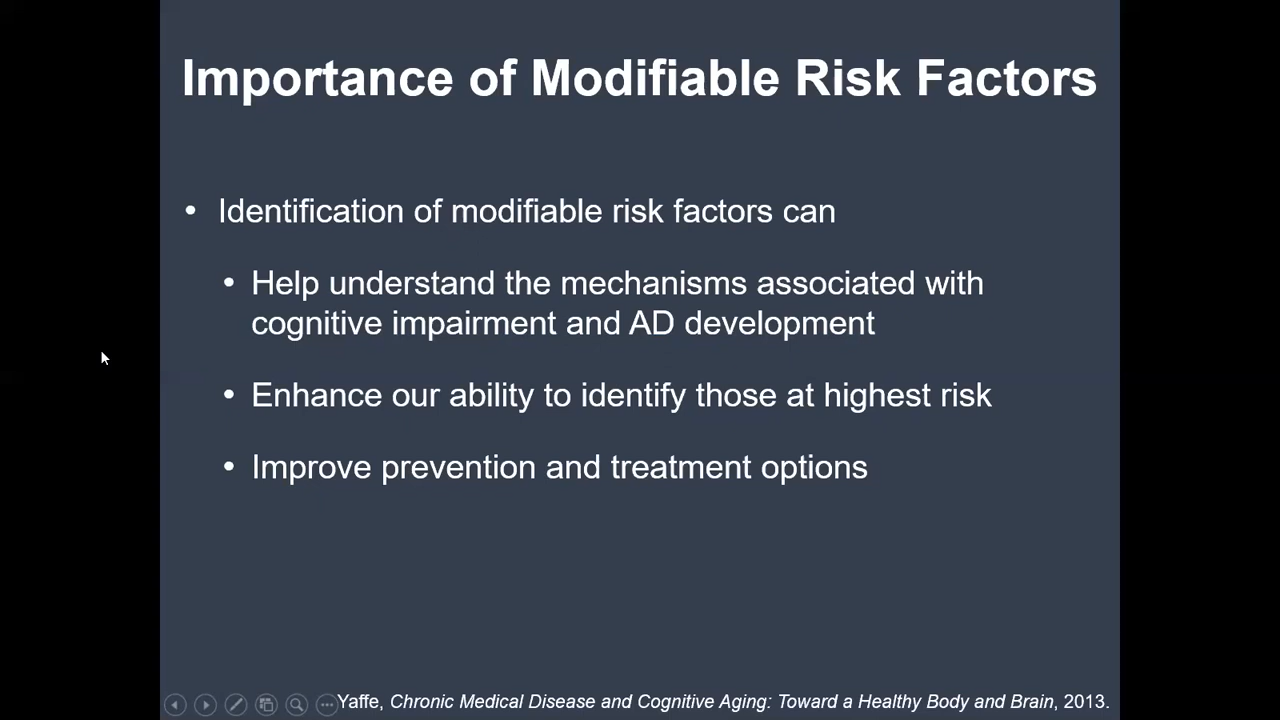 Importance of Modifiable Risk Factors
• Identification of modifiable risk factors can
• Help understand the mechanisms associated with
cognitive impairment and AD development
• Enhance our ability to identify those at highest risk
• Improve prevention and treatment options
Yaffe, Chronic Medical Disease and Cognitive Aging: Toward a Healthy Body and Brain, 2013.